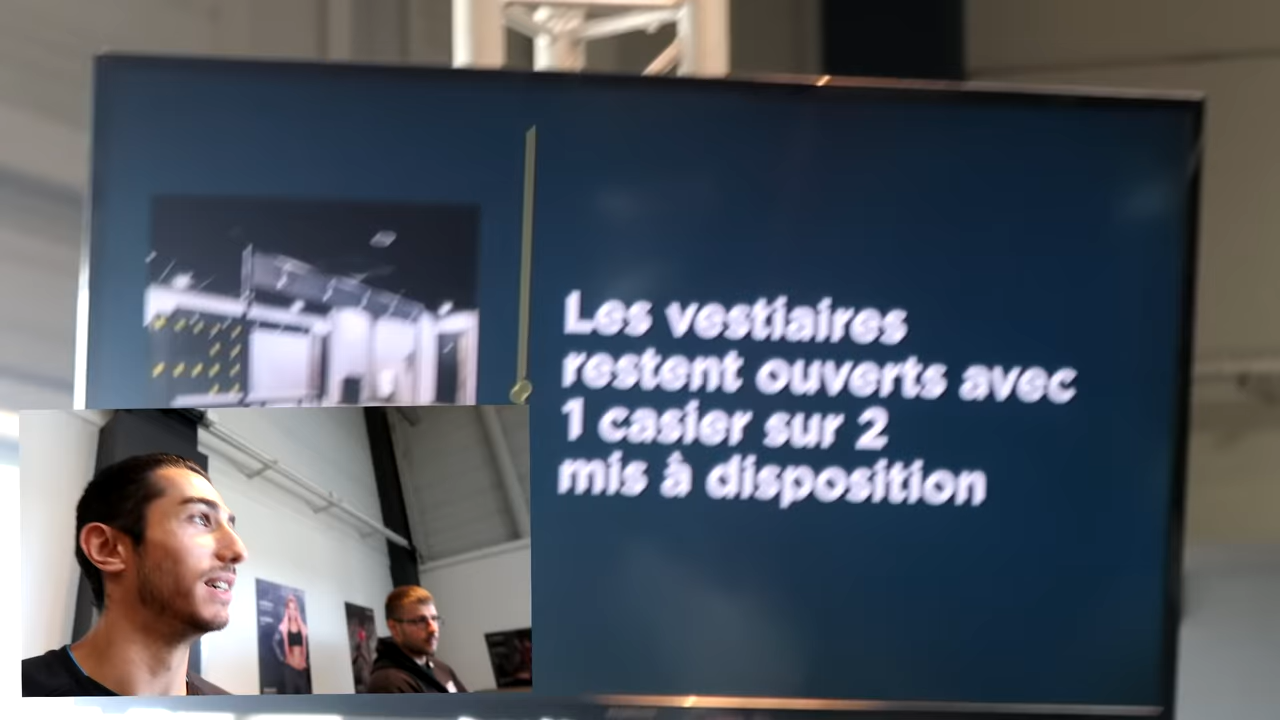 Les vestiaires
restent ouverts avec
1 casier sur 2
mis à disposition